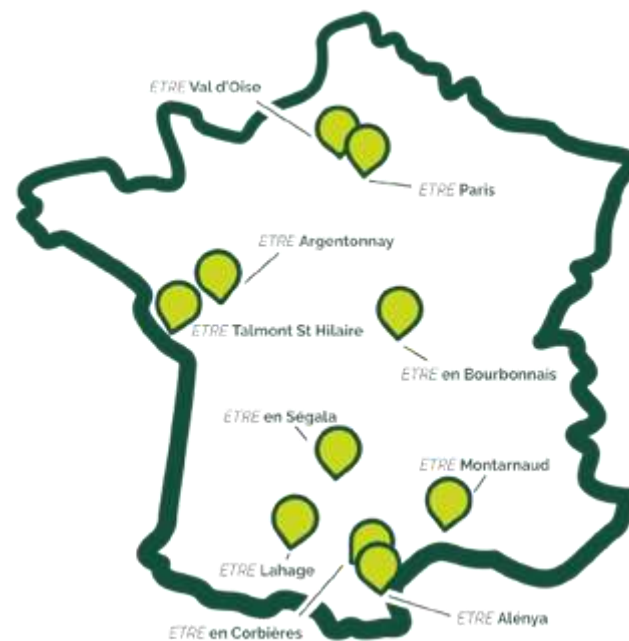 ETRE Val d'Oise
ETRE Paris
ETRE Argentonnay
ETRE Talmont St Hilaire
ETRE en Bourbonnais
ETRE en Ségala
ETRE Montarnaud
ETRE Lahage
ETRE Alénya
ETRE en Corbières